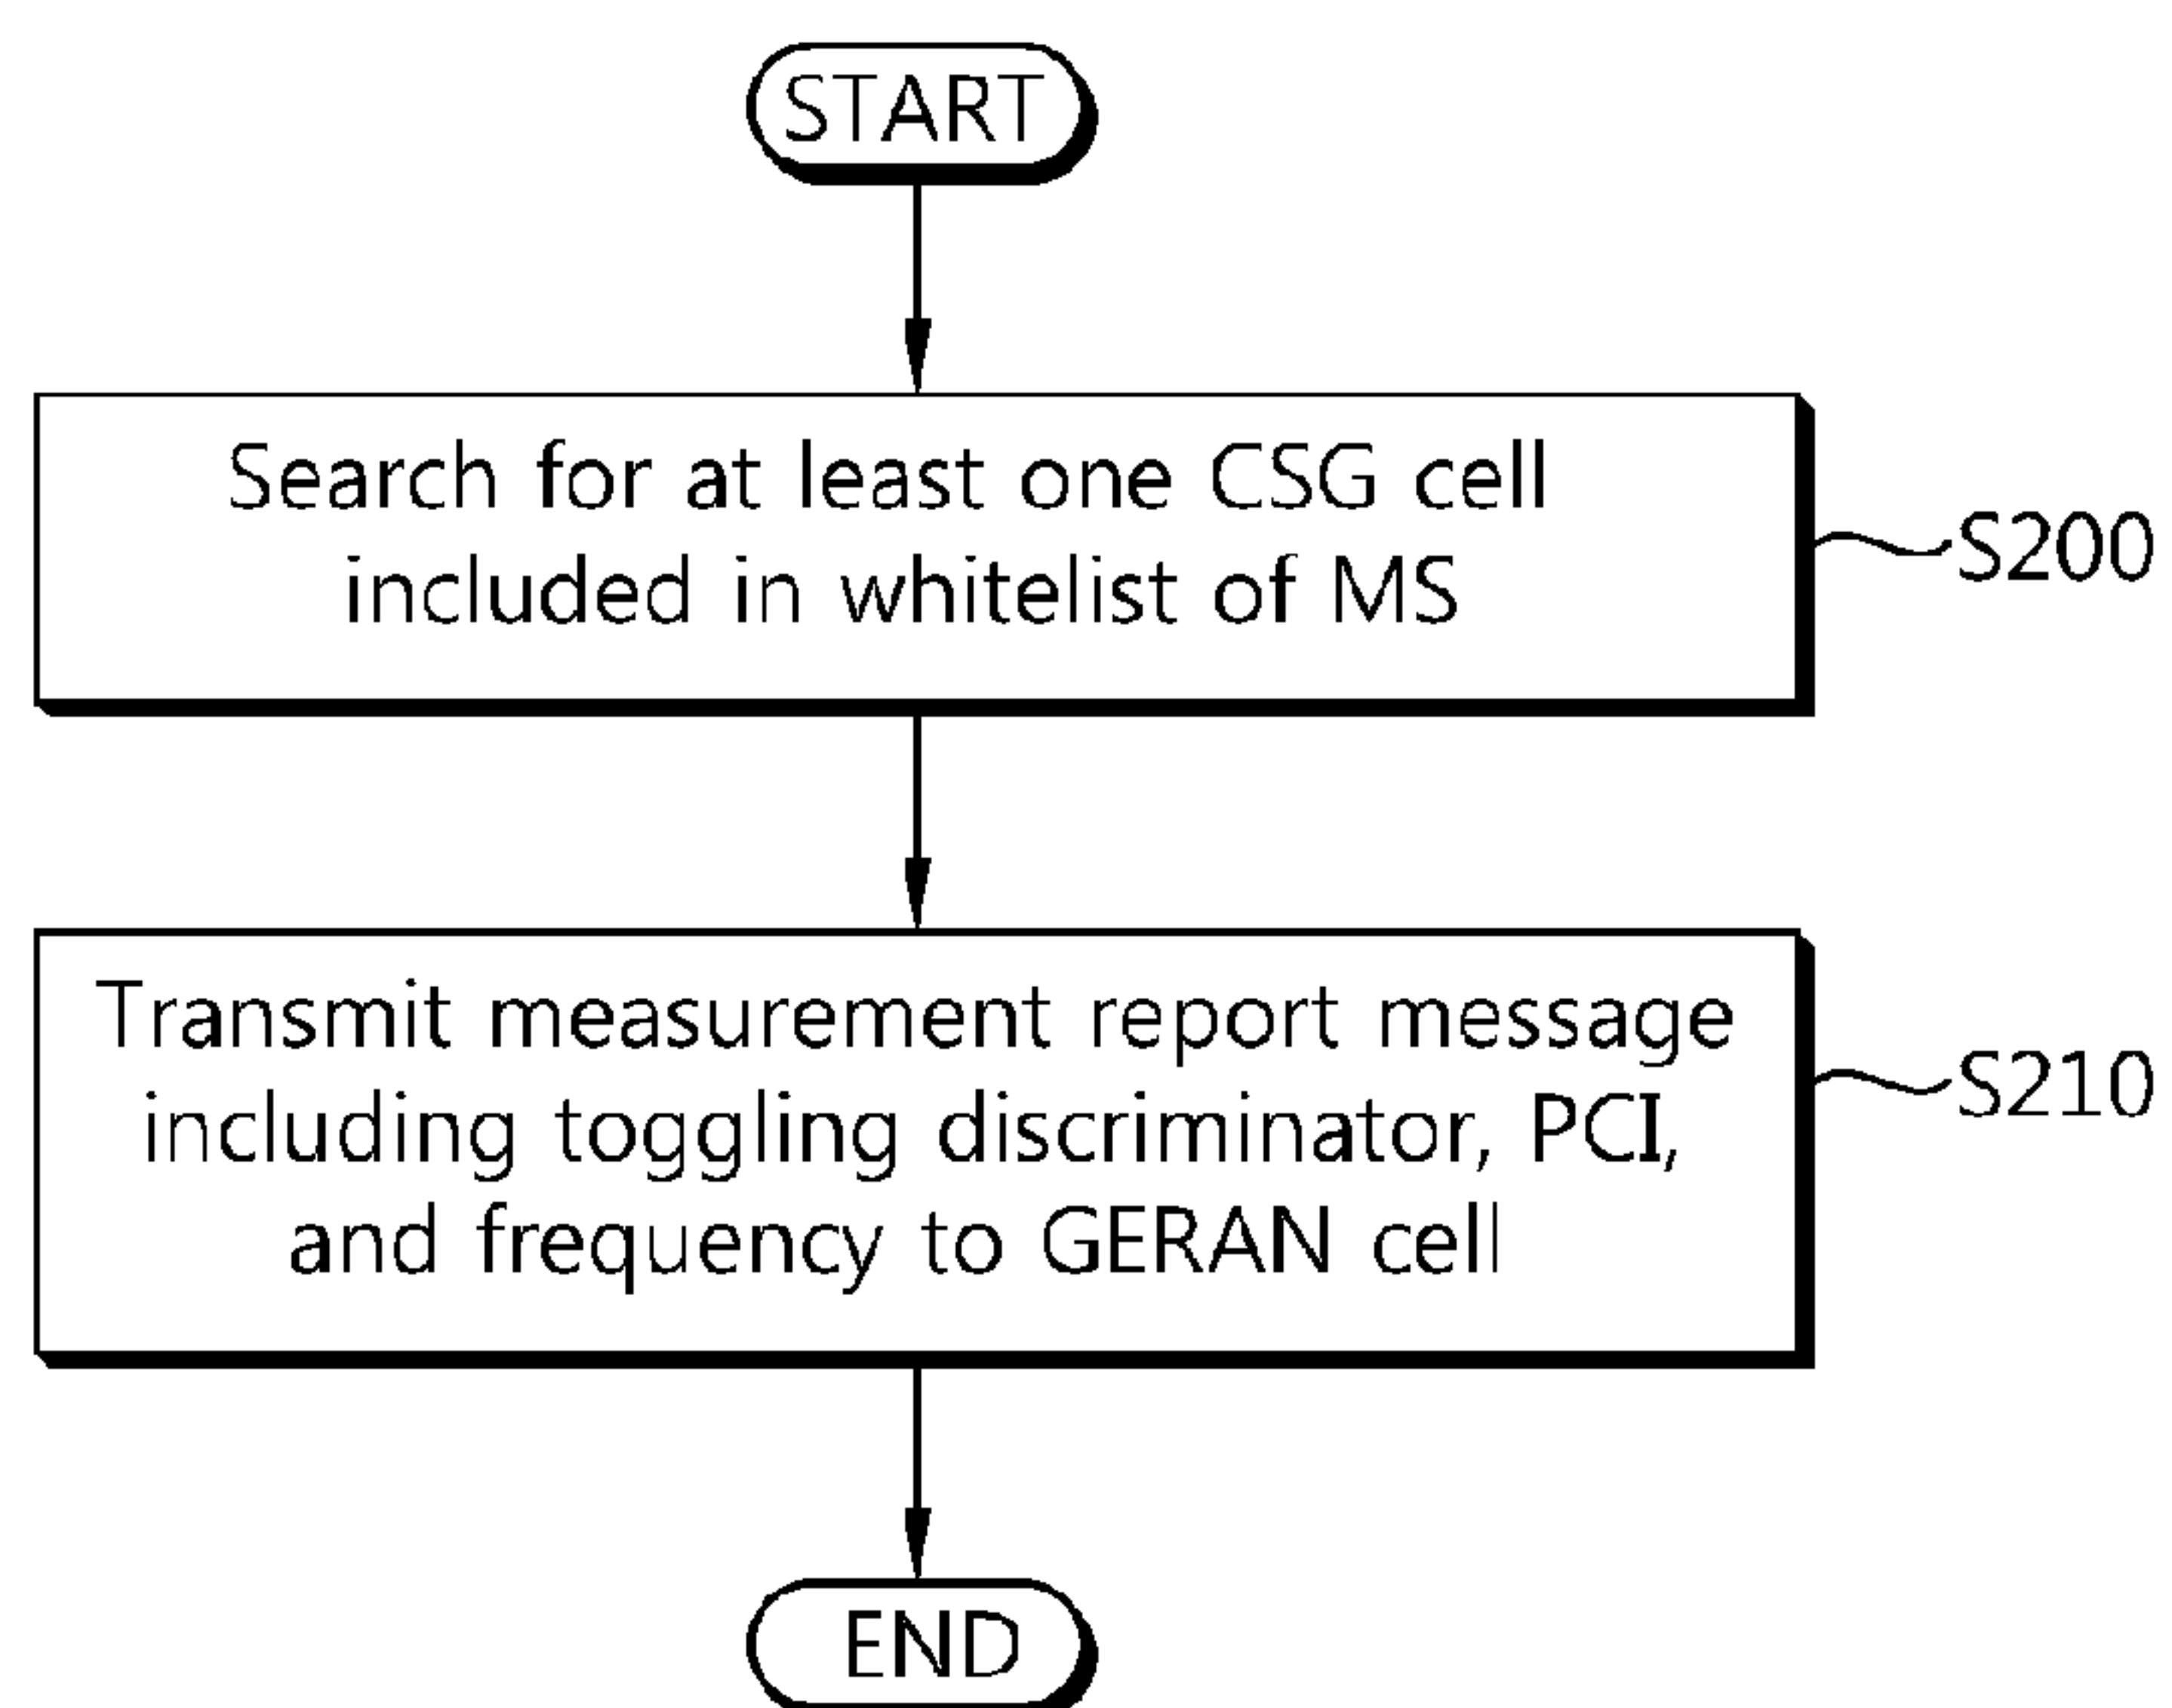 START
Search for at least one CSG cell
included in whitelist of MS
S200
Transmit measurement report message
including toggling discriminator, PCI,
and frequency to GERAN cell
S210
END